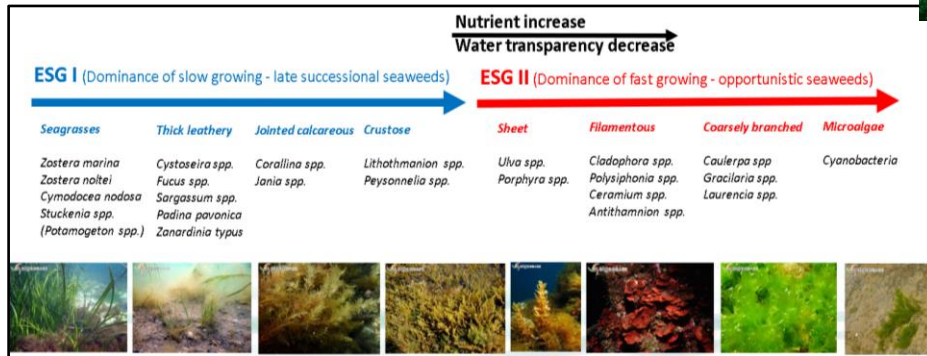 Nutrient increase
Water transparency decrease
ESG I (Dominance of slow growing - late successional seaweeds)
ESG II (Dominance of fast growing - opportunistic seaweeds)
Seagrasses
Zostera marina
Zostera noltei
Cymodocea nodosa
Stuckenia spp.
(Potamogeton spp.)
Thick leathery
Cystoseira spp.
Fucus spp.
Sargassum spp.
Padina pavonica
Zanardinia typus
Jointed calcareous
Corallina spp.
Jania spp.
Crustose
Lithothmanion spp.
Peysonnelia spp.
Sheet
Ulva spp.
Porphyra spp.
Filamentous
Cladophora spp.
Polysiphonia spp.
Ceramium spp.
Antithamnion spp.
Coarsely branched
Caulerpa spp
Gracilaria spp.
Laurencia spp.
Microalgae
Cyanobacteria